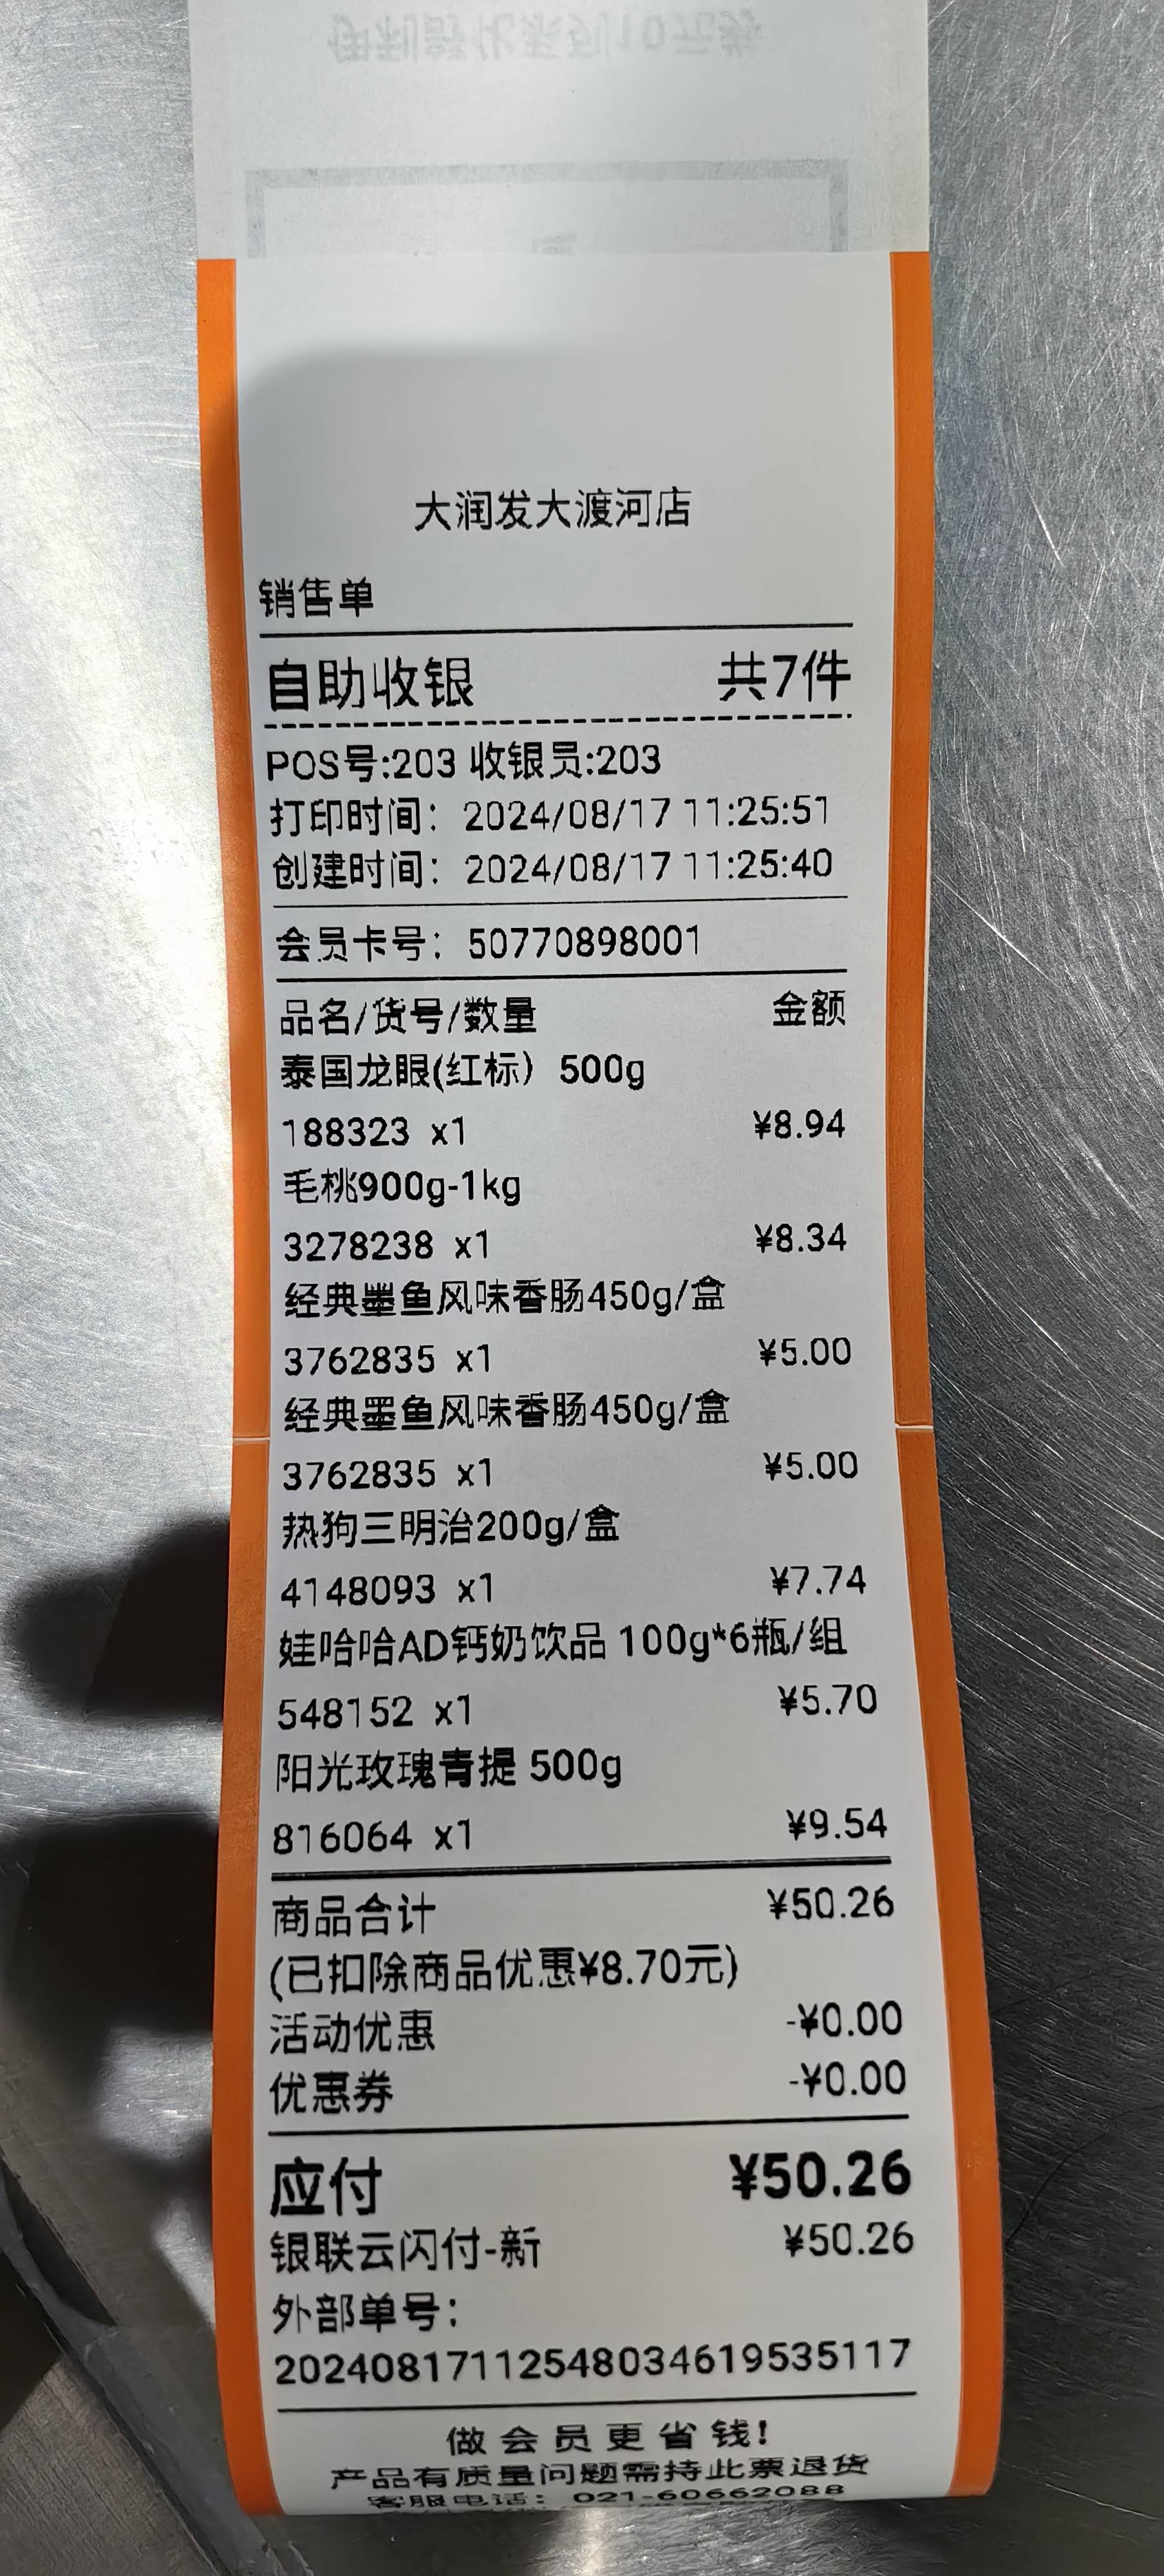 大润发大渡河店
销售单
自助收银 共7件
POS号:203 收银员:203
打印时间: 2024/08/17 11:25:51
创建时间: 2024/08/17 11:25:40
会员卡号: 50770898001
品名/货号/数量 金额
泰国龙眼(红标) 500g
188323 x1 ¥8.94
毛桃900g-1kg
3278238 x1 ¥8.34
经典墨鱼风味香肠450g/盒
3762835 x1 ¥5.00
经典墨鱼风味香肠450g/盒
3762835 x1 ¥5.00
热狗三明治200g/盒
4148093 x1 ¥7.74
娃哈哈AD钙奶饮品 100g*6瓶/组
548152 x1 ¥5.70
阳光玫瑰青提 500g
816064 x1 ¥9.54
商品合计 ¥50.26
(已扣除商品优惠¥8.70元)
活动优惠 -¥0.00
优惠券 -¥0.00
应付 ¥50.26
银联云闪付-新 ¥50.26
外部单号:
2024081711254803461953­5117
做会员更省钱!
产品有质量问题需持此票退货
客服电话: 021-60662088